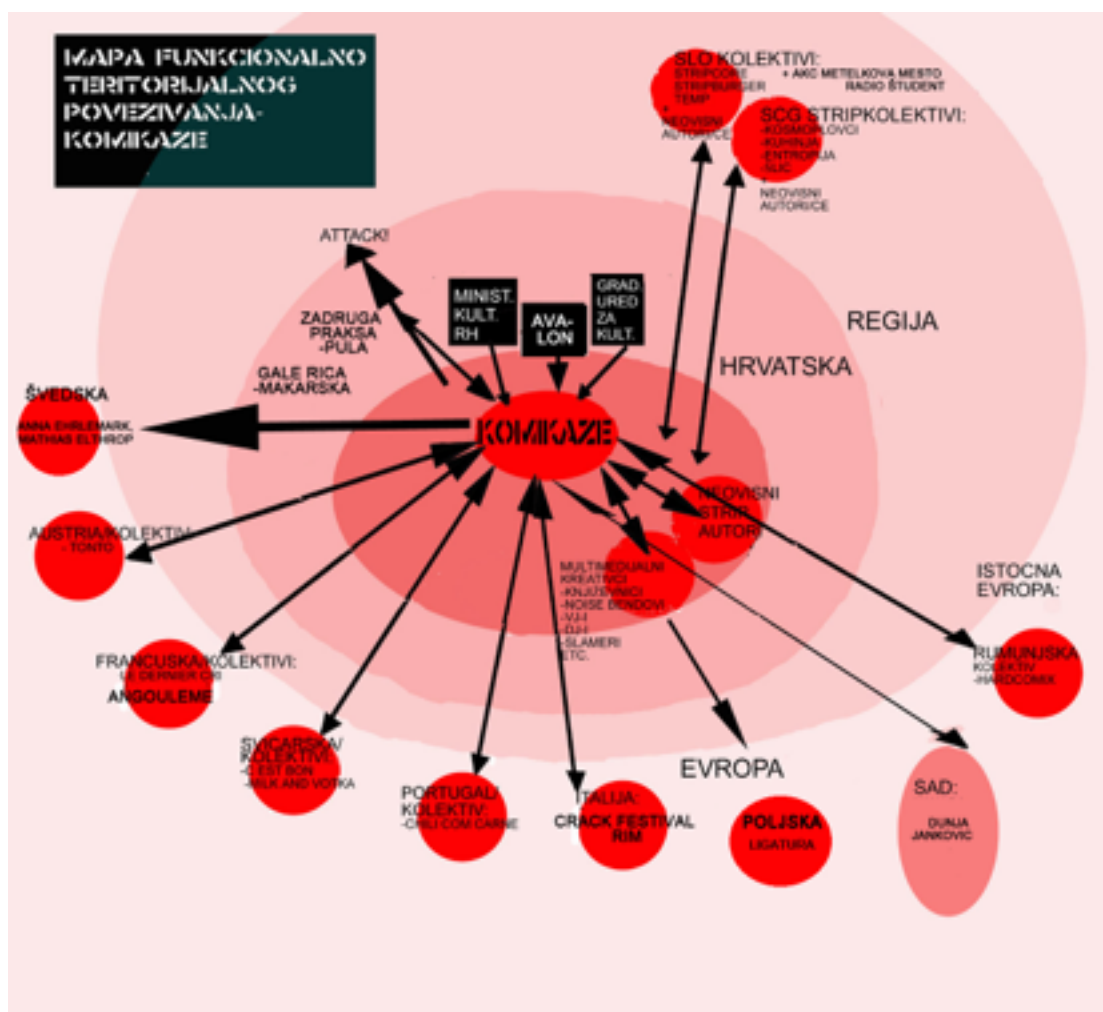 MAPA FUNKCIONALNO
TERITORIJALNOG
POVEZIVANJA-
KOMIKAZE
SLO KOLEKTIVI:
STRIPCORE
STRIPBURGER
TEMP
+
NEOVISNI
AUTORI/CE
+ AKC METELKOVA MESTO
RADIO ŠTUDENT
SCG STRIPKOLEKTIVI:
-KOSMOPLOVCI
-KUHINJA
-ENTROPIJA
-ŠLIC
+
NEOVISNI
AUTORI/CE
ATTACK!
MINIST.
KULT.
RH
AVA-
LON
GRAD.
URED
ZA
KULT.
ZADRUGA
PRAKSA
-PULA
GALE RICA
-MAKARSKA
REGIJA
HRVATSKA
KOMIKAZE
ŠVEDSKA
ANNA EHRLEMARK,
MATHIAS ELTHROP
AUSTRIA/KOLEKTIV:
- TONTO
NEOVISNI
STRIP
AUTORI
MULTIMEDIJALNI
KREATIVCI
-KNJIŽEVNICI
-NOISE BENDOVI
-VJ-I
-DJ-I
-SLAMERI
ETC.
ISTOCNA
EVROPA:
RUMUNJSKA
KOLEKTIV
-HARDCOMIX
FRANCUSKA/KOLEKTIVI:
LE DERNIER CRI
ANGOULEME
ŠVICARSKA/
KOLEKTIVI:
-C EST BON
-MILK AND VOTKA
PORTUGAL/
KOLEKTIV:
-CHILI COM CARNE
ITALIJA:
CRACK FESTIVAL
RIM
EVROPA
POLJSKA
LIGATURA
SAD:
DUNJA
JANKOVIC